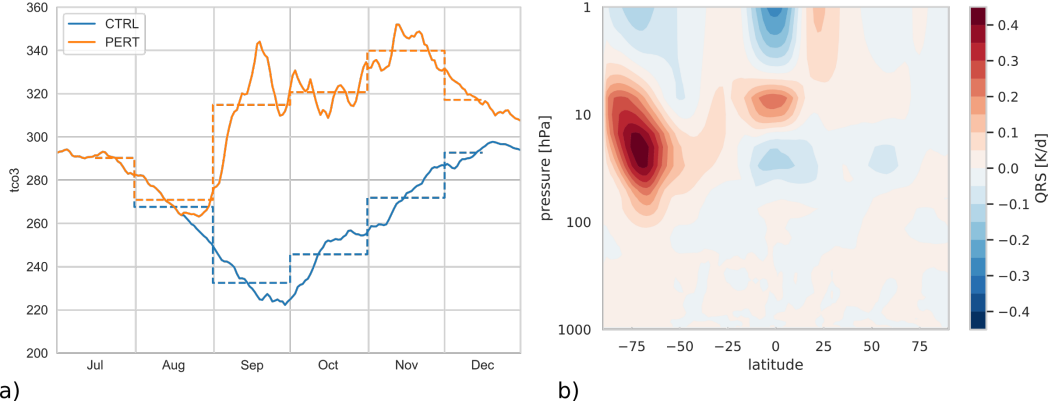 360
340
320
300
280
260
240
220
200
tco3
CTRL
PERT
Jul Aug Sep Oct Nov Dec
a)
1
10
100
1000
pressure [hPa]
−75 −50 −25 0 25 50 75
latitude
0.4
0.3
0.2
0.1
0.0
−0.1
−0.2
−0.3
−0.4
QRS [K/d]
b)